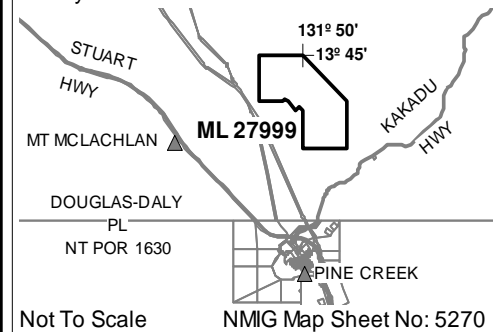 131º 50'
13º 45'
STUART
HWY
KAKADU
HWY
ML 27999
MT MCLACHLAN
DOUGLAS-DALY
PL
NT POR 1630
PINE CREEK
Not To Scale
NMIG Map Sheet No: 5270